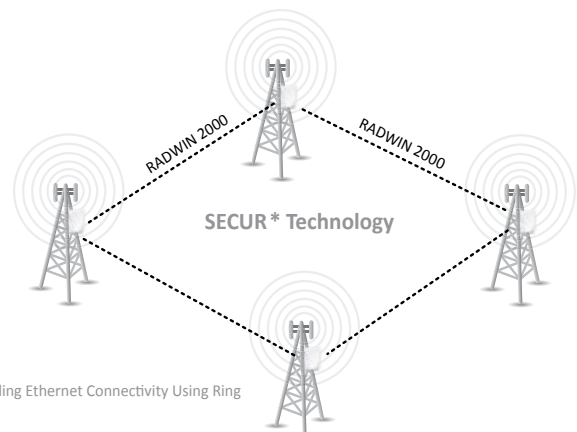 RADWIN 2000
RADWIN 2000
SECUR* Technology
Ethernet Connectivity Using Ring